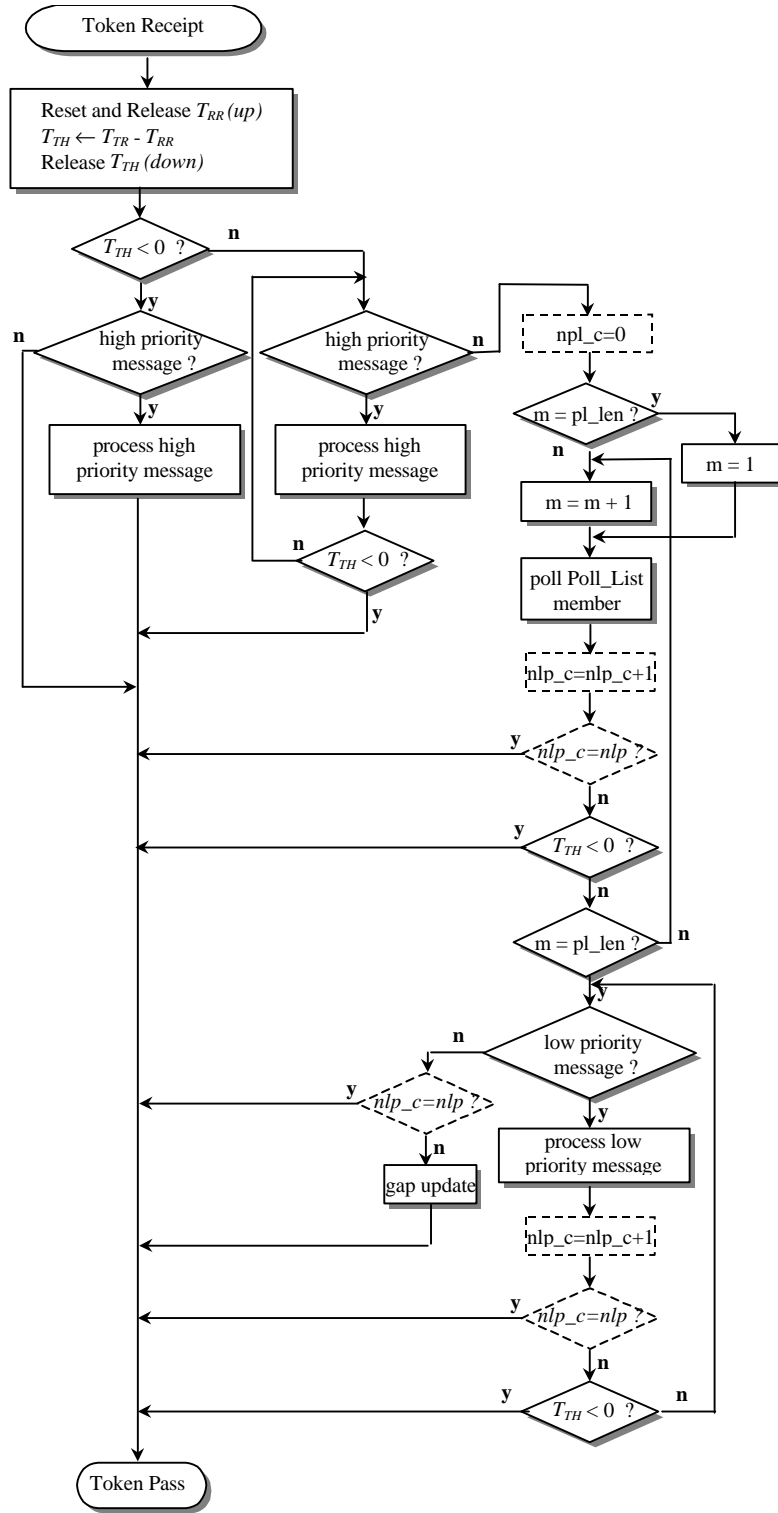 Token Receipt
Reset and Release T_RR (up)
T_TH ← T_TR - T_RR
Release T_TH (down)
T_TH < 0 ?
n
y
n
high priority
message ?
y
process high
priority message
high priority
message ?
n
y
process high
priority message
n
T_TH < 0 ?
y
npl_c=0
m = pl_len ?
y
n
m = 1
m = m + 1
poll Poll_List
member
nlp_c=nlp_c+1
y
nlp_c=nlp ?
n
y
T_TH < 0 ?
n
m = pl_len ?
n
y
n
low priority
message ?
y
y
nlp_c=nlp ?
n
gap update
process low
priority message
nlp_c=nlp_c+1
y
nlp_c=nlp ?
n
y
T_TH < 0 ?
n
Token Pass